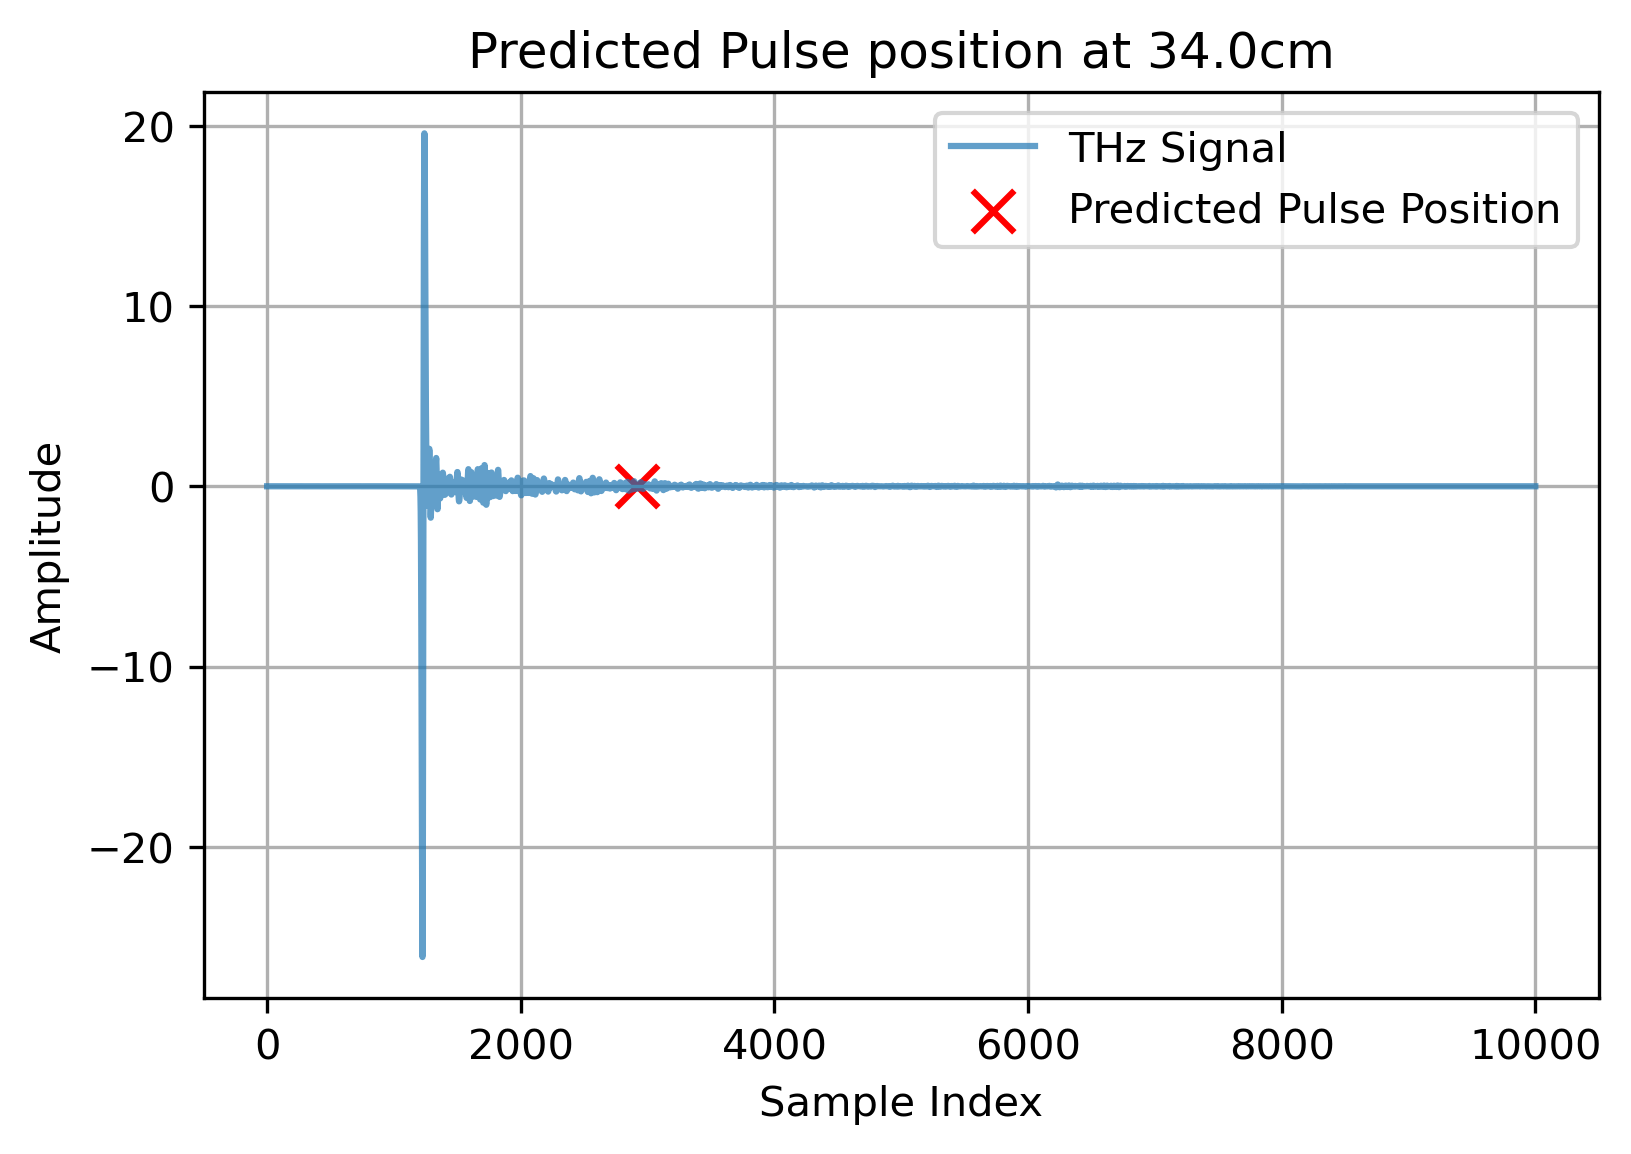 Predicted Pulse position at 34.0cm
THz Signal
Predicted Pulse Position
20
10
0
−10
−20
Amplitude
0 2000 4000 6000 8000 10000
Sample Index